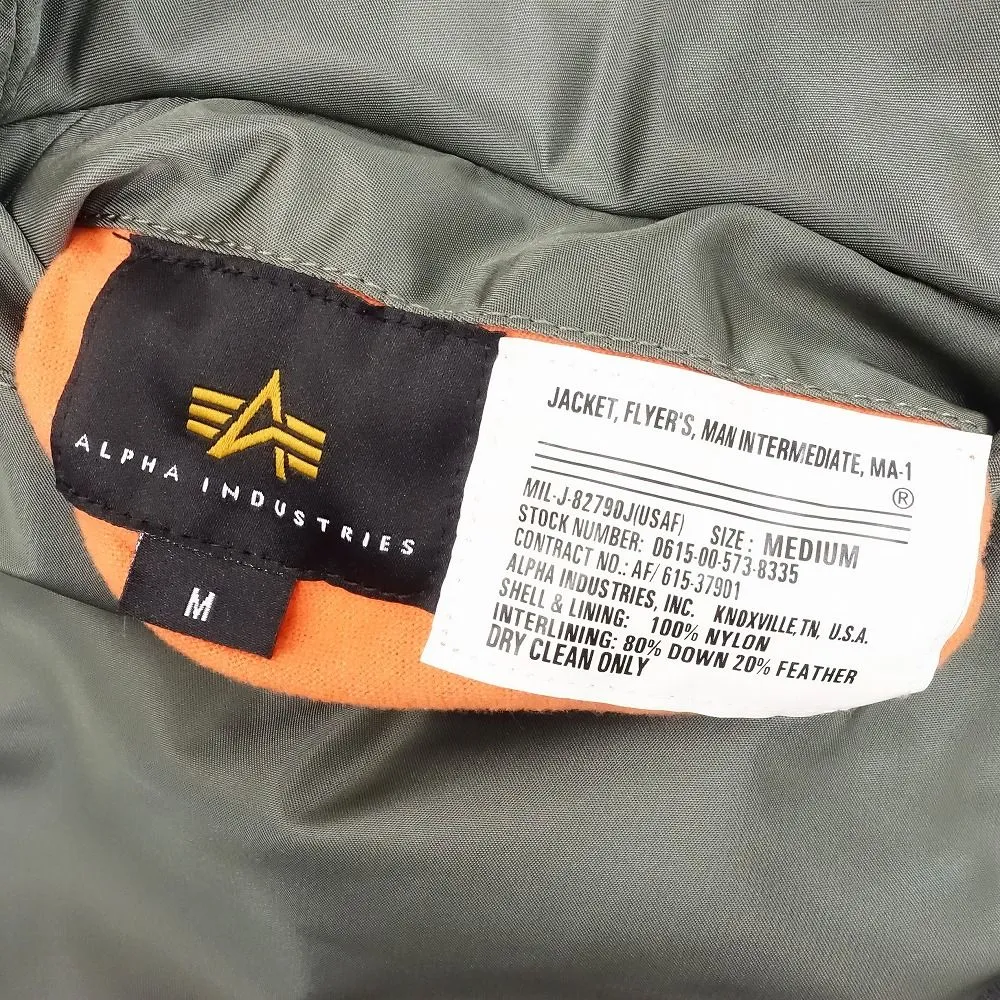 ALPHA INDUSTRIES
M
JACKET, FLYER'S, MAN INTERMEDIATE, MA-1
®
MIL-J-82790J(USAF) SIZE: MEDIUM
STOCK NUMBER: 0615-00-573-8335
CONTRACT NO.: AF/ 615-37901
ALPHA INDUSTRIES, INC. KNOXVILLE,TN, U.S.A.
SHELL & LINING: 100% NYLON
INTERLINING: 80% DOWN 20% FEATHER
DRY CLEAN ONLY